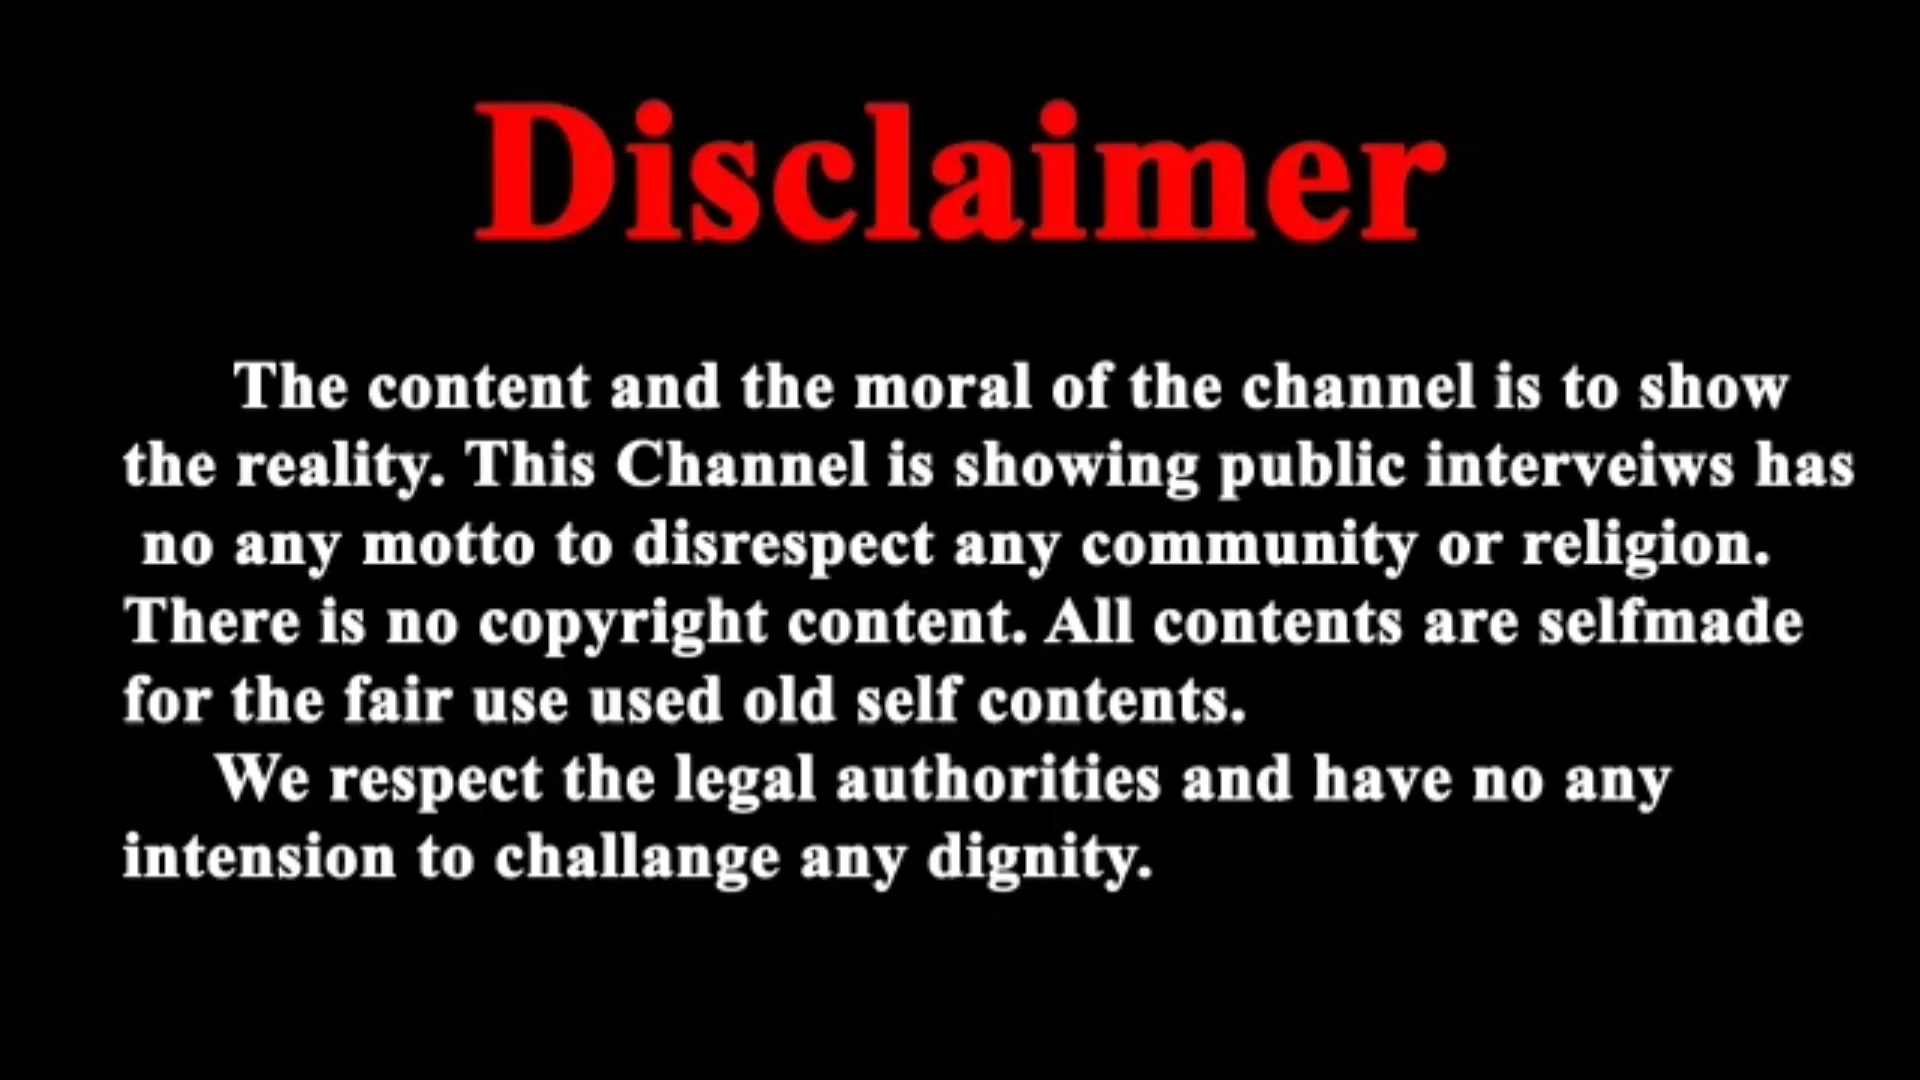 Disclaimer
The content and the moral of the channel is to show
the reality. This Channel is showing public interveiws has
no any motto to disrespect any community or religion.
There is no copyright content. All contents are selfmade
for the fair use used old self contents.
We respect the legal authorities and have no any
intension to challange any dignity.